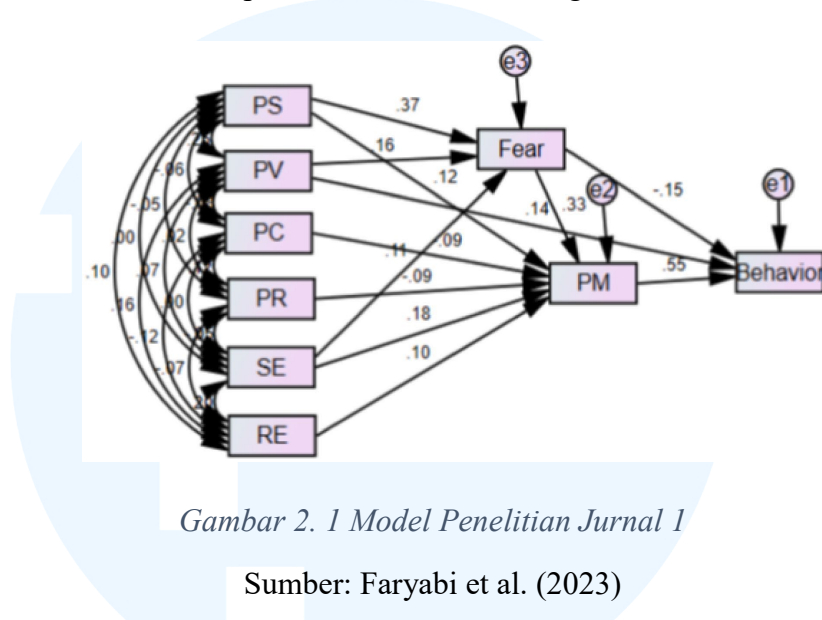 e3
PS
.37
Fear
.16
PV
.12
e2
-.15
e1
-.06
-.05
.14
.33
PC
.00
.11
.09
.10
.07
-.09
.55
Behavior
PM
PR
.16
.18
-.12
SE
.10
-.07
RE
Gambar 2. 1 Model Penelitian Jurnal 1
Sumber: Faryabi et al. (2023)